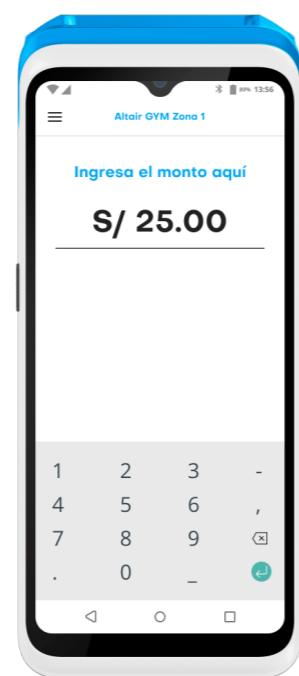 89% 13:56
Altair GYM Zona 1
Ingresa el monto aquí
S/ 25.00
1 2 3 -
4 5 6 ,
7 8 9
. 0 _